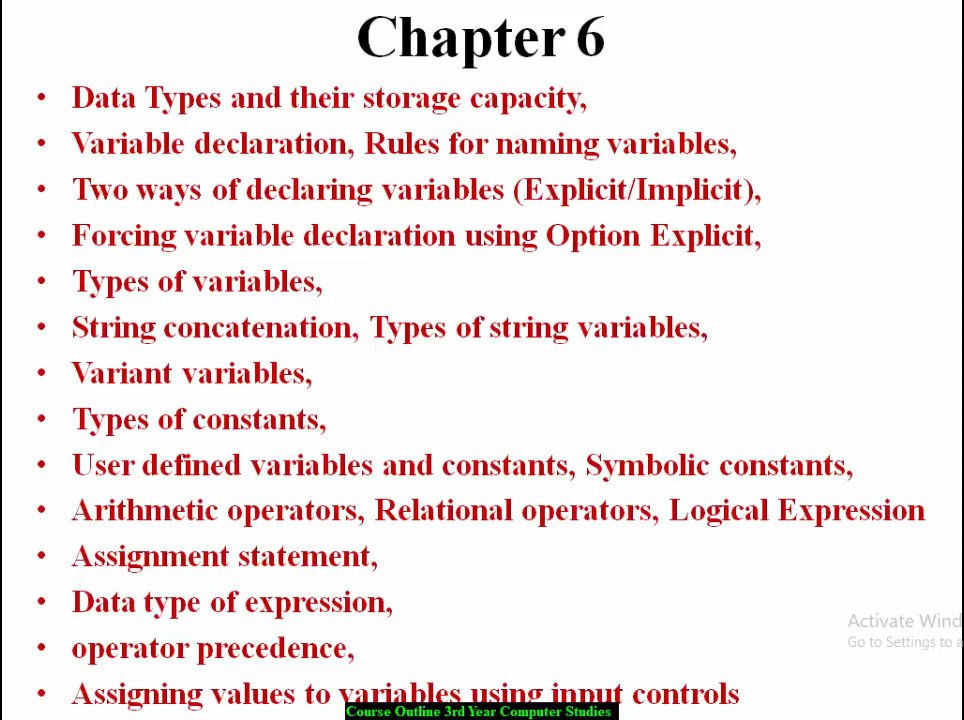 Chapter 6
• Data Types and their storage capacity,
• Variable declaration, Rules for naming variables,
• Two ways of declaring variables (Explicit/Implicit),
• Forcing variable declaration using Option Explicit,
• Types of variables,
• String concatenation, Types of string variables,
• Variant variables,
• Types of constants,
• User defined variables and constants, Symbolic constants,
• Arithmetic operators, Relational operators, Logical Expression
• Assignment statement,
• Data type of expression,
Activate Wind
Go to Settings to a
• operator precedence,
• Assigning values to variables using input controls
Course Outline 3rd Year Computer Studies